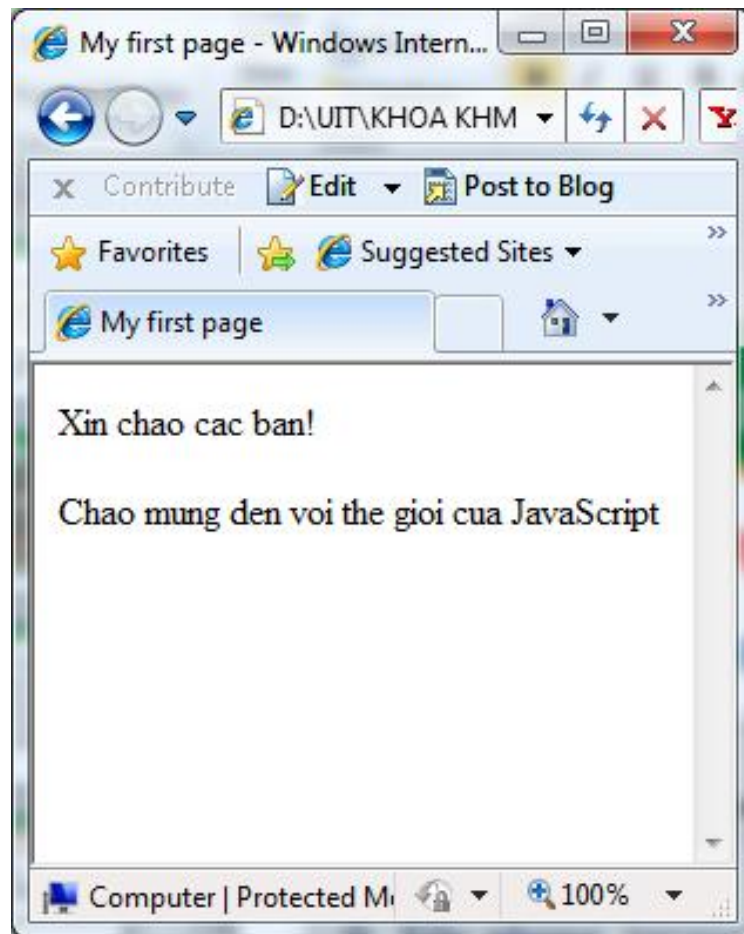 My first page - Windows Intern...
D:\UIT\KHOA KHM
x Contribute Edit Post to Blog
Favorites Suggested Sites
My first page
Xin chao cac ban!
Chao mung den voi the gioi cua JavaScript
Computer | Protected M
100%